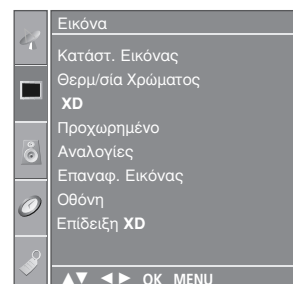 Εικόνα
Κατάστ. Εικόνας
Θερμ/σία Χρώματος
XD
Προχωρημένο
Αναλογίες
Επαναφ. Εικόνας
Οθόνη
Επίδειξη XD
▲▼ ◄► OK MENU